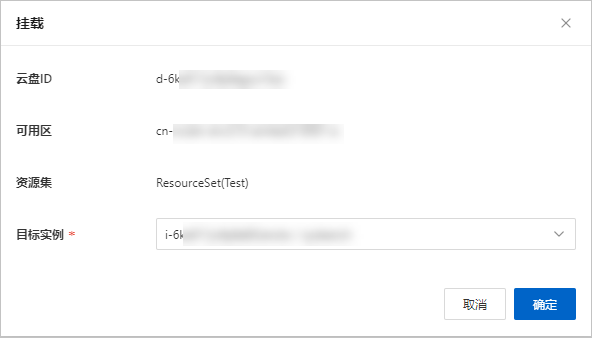 挂载
云盘ID d-6k
可用区 cn-
资源集 ResourceSet(Test)
目标实例 * i-6k
取消 确定